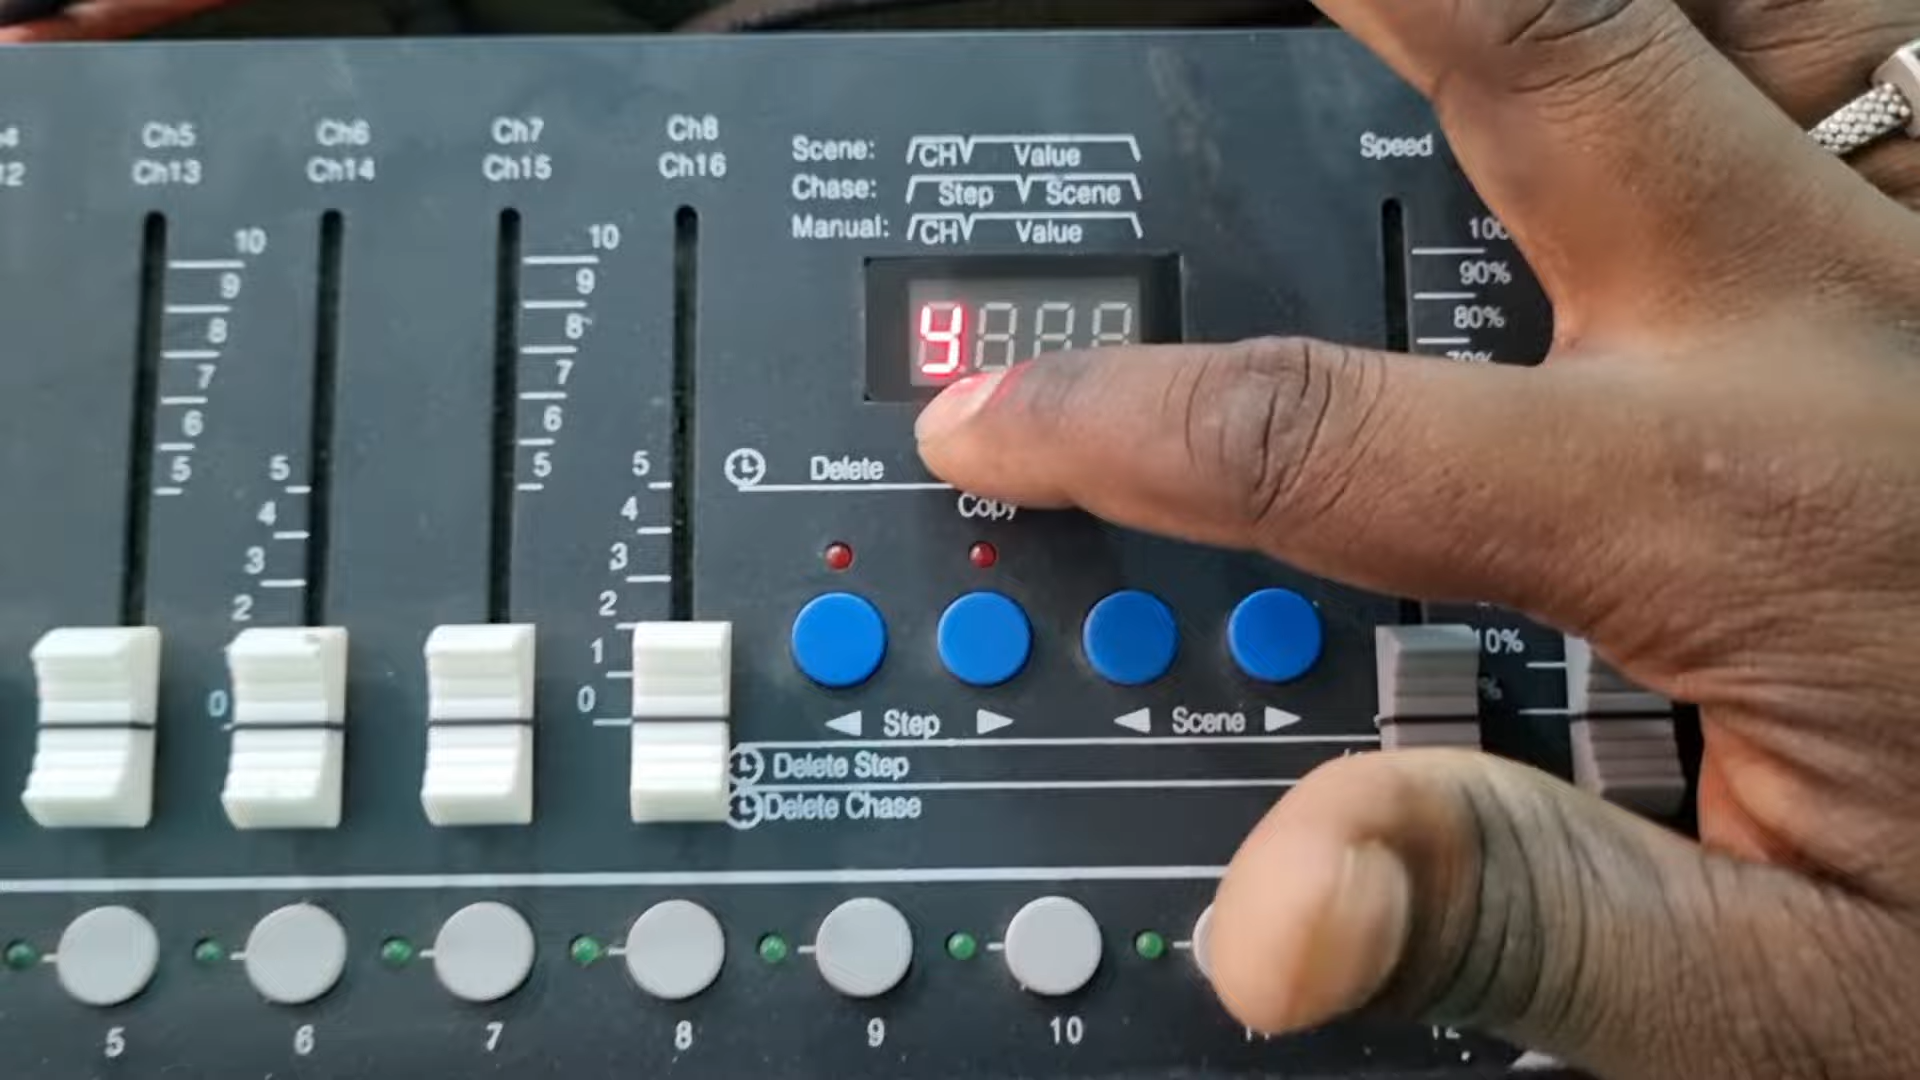 Ch5 Ch6 Ch7 Ch8
Ch13 Ch14 Ch15 Ch16
Scene: CH Value
Chase: Step Scene
Manual: CH Value
Speed
10
9
8
7
6
5
5
4
3
2
0
10
9
8
7
6
5
5
4
3
2
1
0
y
90%
80%
10%
Delete
Copy
Step
Scene
Delete Step
Delete Chase
5 6 7 8 9 10